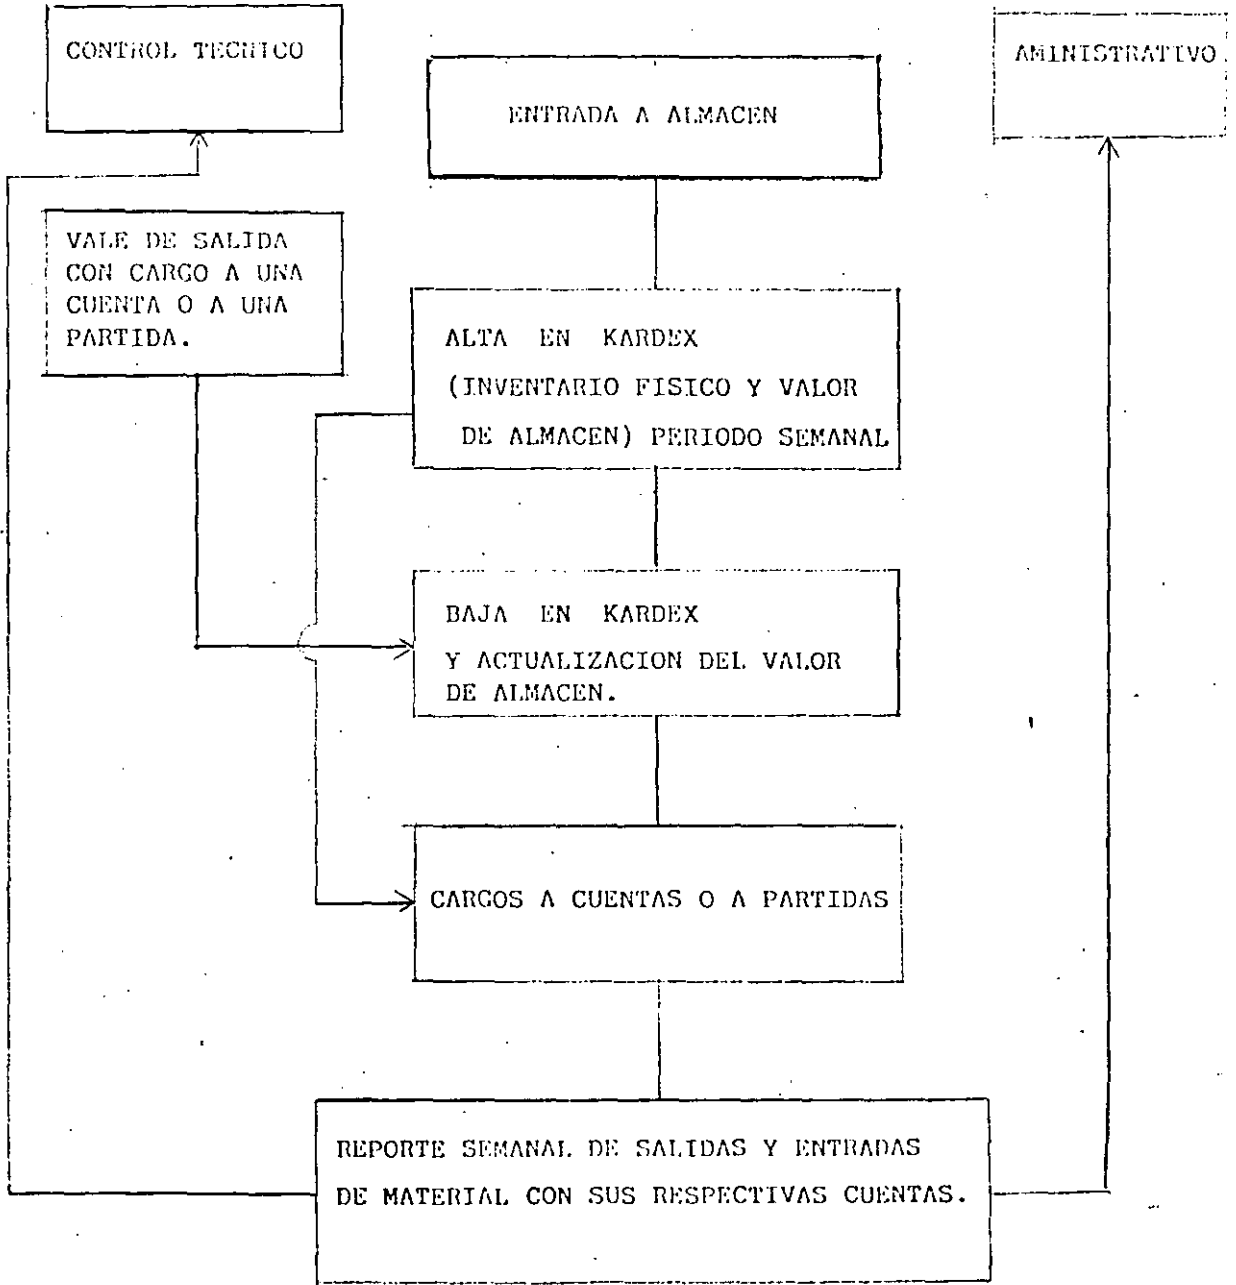 CONTROL TECNICO
ENTRADA A ALMACEN
AMINISTRATIVO
VALE DE SALIDA
CON CARGO A UNA
CUENTA O A UNA
PARTIDA.
ALTA EN KARDEX
(INVENTARIO FISICO Y VALOR
DE ALMACEN) PERIODO SEMANAL
BAJA EN KARDEX
Y ACTUALIZACION DEL VALOR
DE ALMACEN.
CARGOS A CUENTAS O A PARTIDAS
REPORTE SEMANAL DE SALIDAS Y ENTRADAS
DE MATERIAL CON SUS RESPECTIVAS CUENTAS.